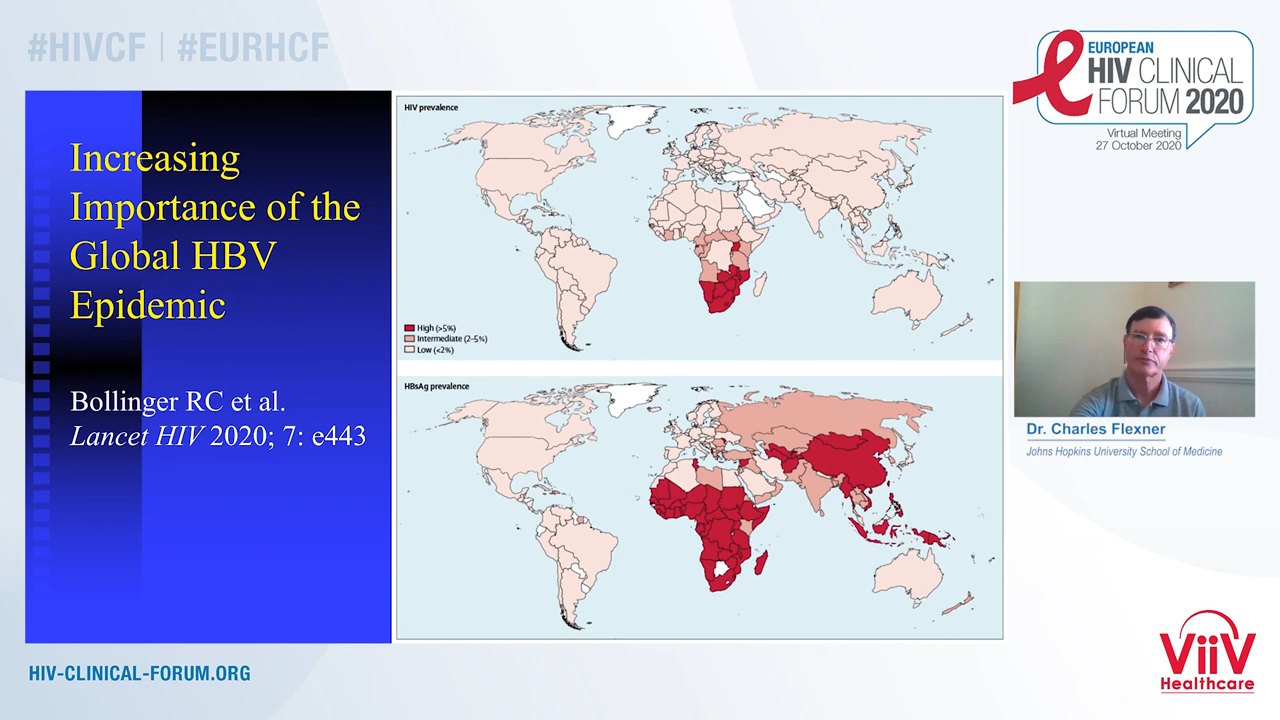 #HIVCF | #EURHCF
EUROPEAN
HIV CLINICAL
FORUM 2020
Virtual Meeting
27 October 2020
Increasing
Importance of the
Global HBV
Epidemic
Bollinger RC et al.
Lancet HIV 2020; 7: e443
HIV prevalence
High (>5%)
Intermediate (2–5%)
Low (<2%)
HBsAg prevalence
Dr. Charles Flexner
Johns Hopkins University School of Medicine
HIV-CLINICAL-FORUM.ORG
ViiV
Healthcare